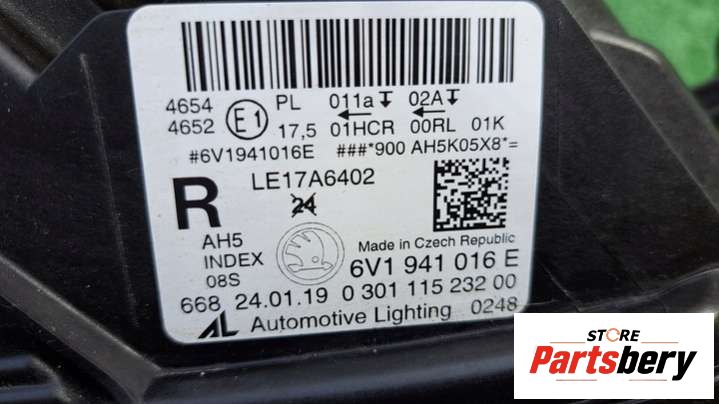 4654 E1 PL 011a 02A
4652 17,5 01HCR 00RL 01K
#6V1941016E ###*900 AH5K05X8*=
R LE17A6402
24
AH5
INDEX
08S
Made in Czech Republic
6V1 941 016 E
668 24.01.19 0 301 115 232 00
AL Automotive Lighting 0248
STORE
Partsbery